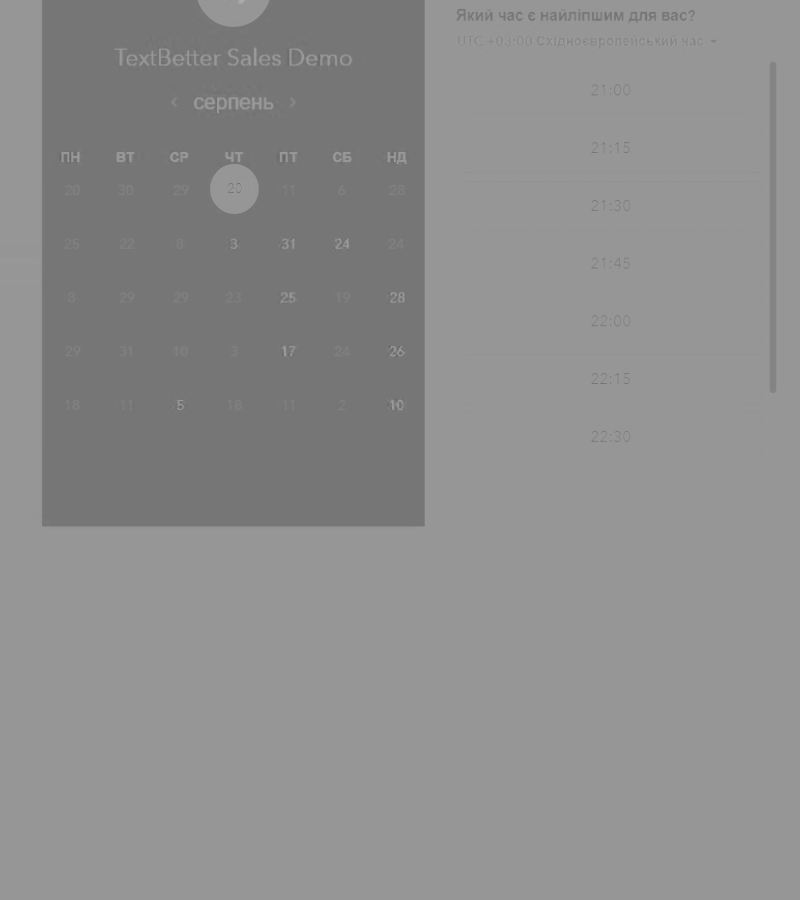 TextBetter Sales Demo
‹ серпень ›
ПН ВТ СР ЧТ ПТ СБ НД
20 30 29 20 11 6 28
25 22 8 3 31 24 24
8 29 29 23 25 19 28
29 31 10 3 17 24 26
18 11 5 18 11 2 10
Який час є найліпшим для вас?
UTC +03:00 Східноєвропейський час
21:00
21:15
21:30
21:45
22:00
22:15
22:30